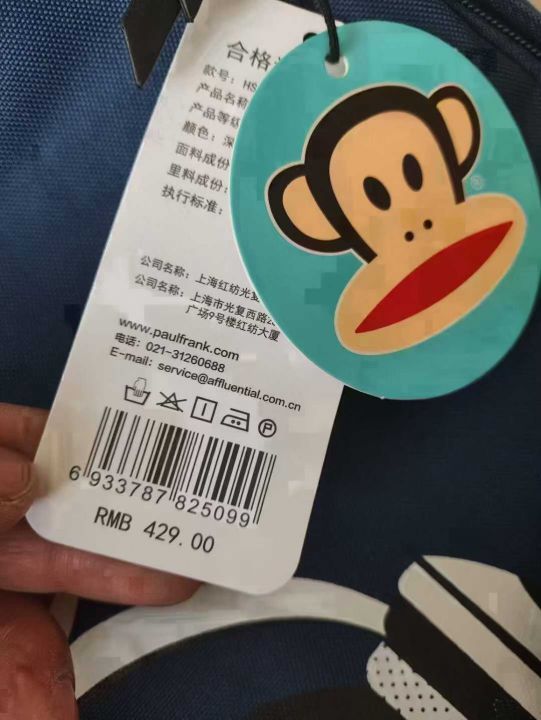 合格
款号：HS
产品名称
产品等级
颜色：深
面料成份
里料成份：
执行标准：
公司名称：上海红纺光复
公司名称：上海市光复西路
广场9号楼红纺大厦
www.paulfrank.com
电话：021-31260688
E-mail：service@affluential.com.cn
P
6 933787 825099
RMB 429.00
®